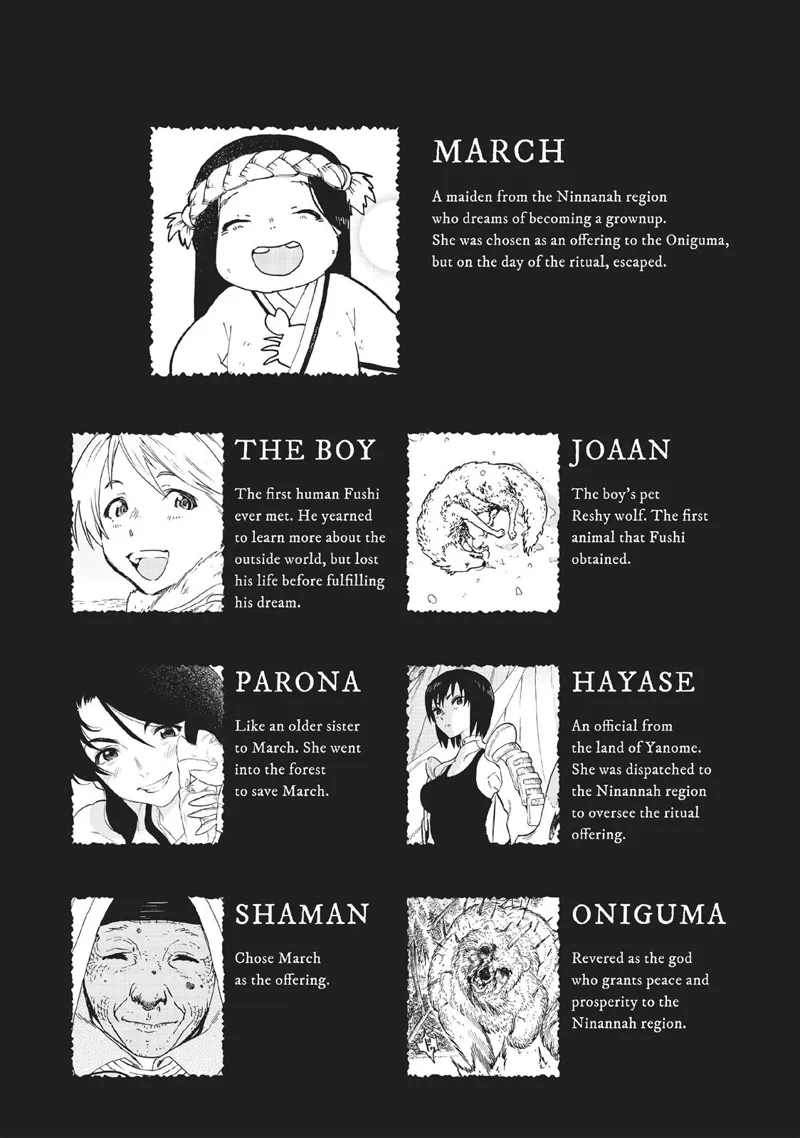 MARCH
A maiden from the Ninnanah region
who dreams of becoming a grownup.
She was chosen as an offering to the Oniguma,
but on the day of the ritual, escaped.
THE BOY
The first human Fushi
ever met. He yearned
to learn more about the
outside world, but lost
his life before fulfilling
his dream.
JOAAN
The boy's pet
Reshy wolf. The first
animal that Fushi
obtained.
PARONA
Like an older sister
to March. She went
into the forest
to save March.
HAYASE
An official from
the land of Yanome.
She was dispatched to
the Ninannah region
to oversee the ritual
offering.
SHAMAN
Chose March
as the offering.
ONIGUMA
Revered as the god
who grants peace and
prosperity to the
Ninannah region.